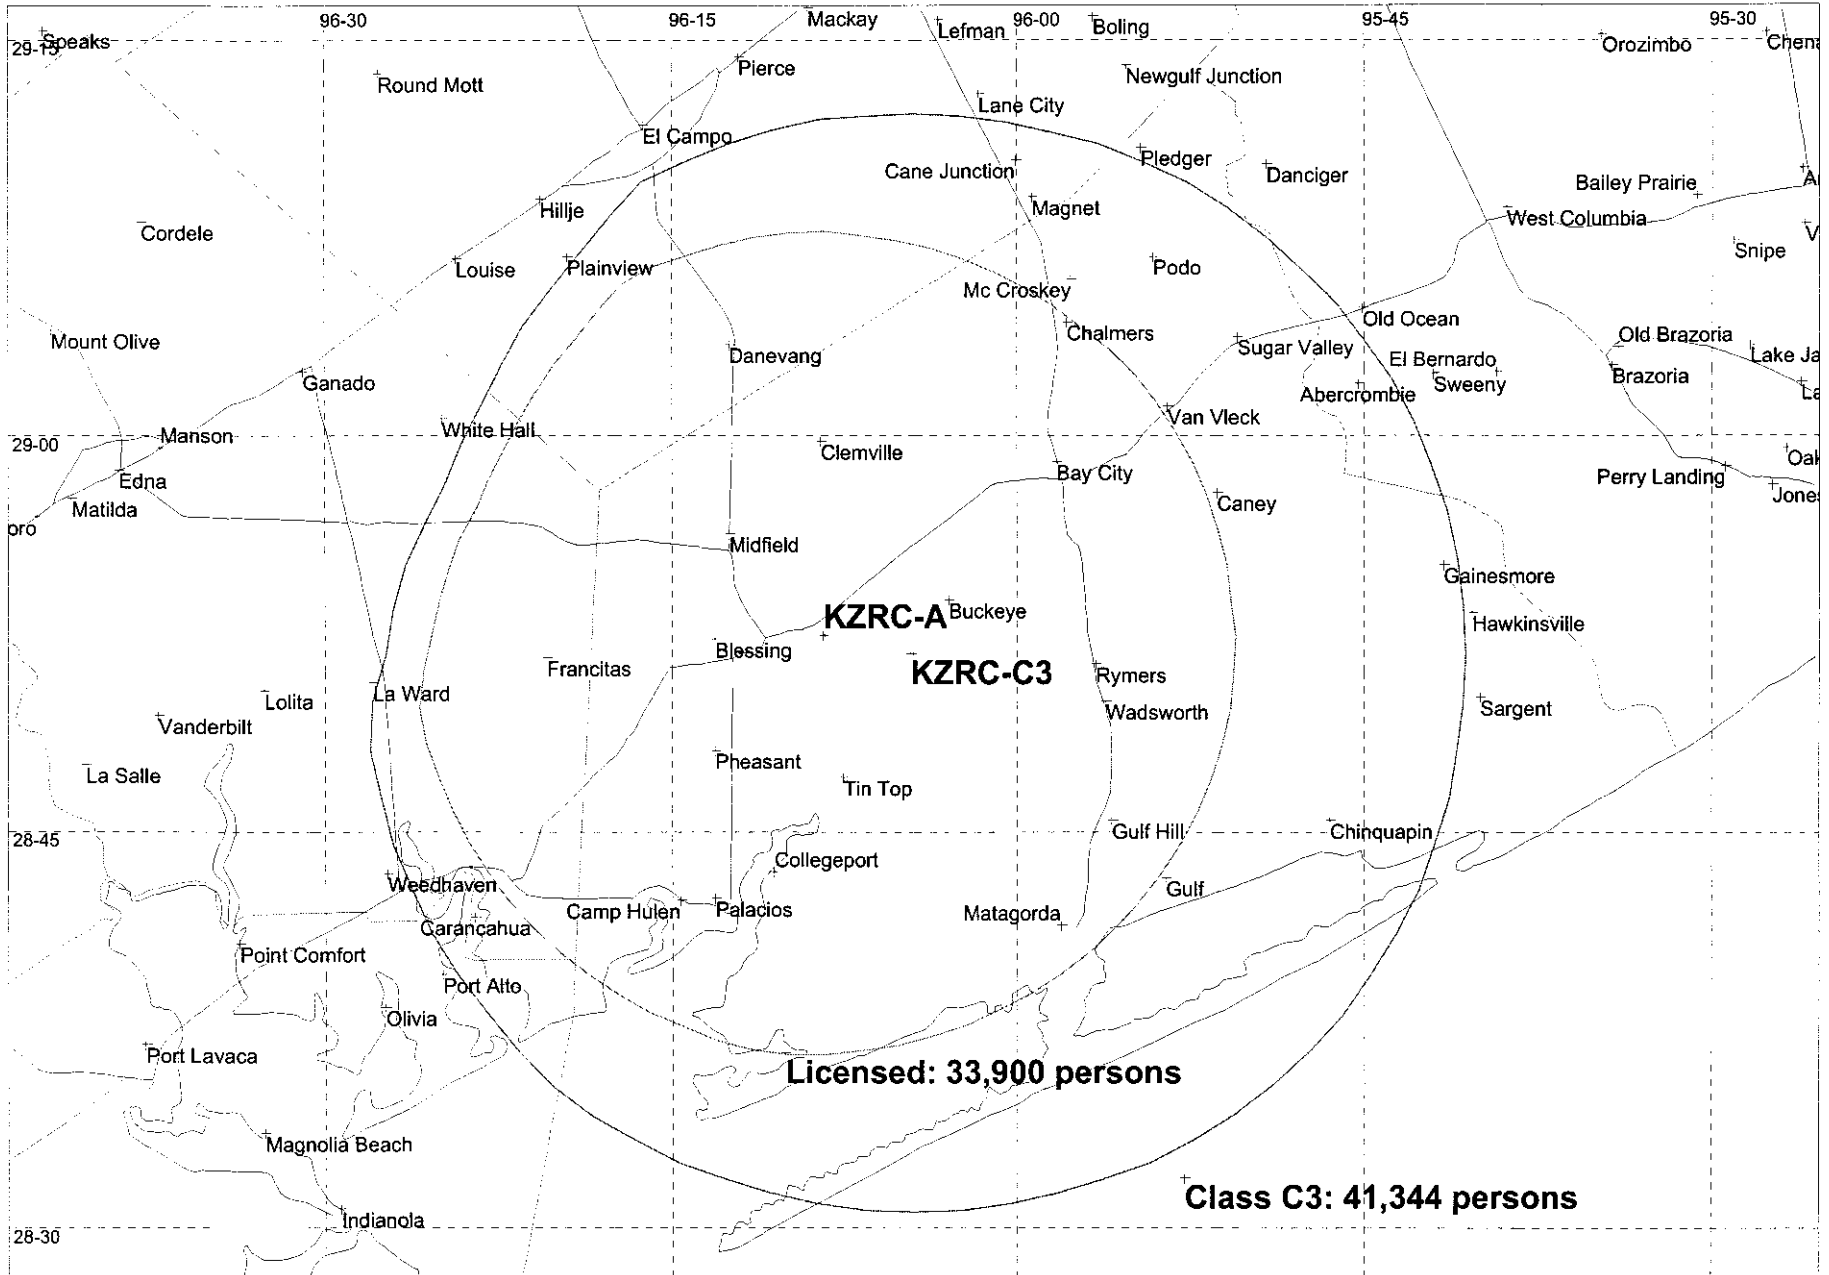 96-30
96-15
Mackay
96-00
95-45
95-30
Lefman
Boling
29-15
Speaks
Orozimbo
Chena
Pierce
Newgulf Junction
Round Mott
Lane City
El Campo
Pledger
Cane Junction
Danciger
Bailey Prairie
Hillje
Magnet
West Columbia
Cordele
V
Snipe
Louise
Plainview
Podo
Mc Croskey
Old Ocean
Mount Olive
Chalmers
Old Brazoria
Danevang
Sugar Valley
El Bernardo
Lake Ja
Ganado
Sweeny
Brazoria
Abercrombie
La
Van Vleck
White Hall
Manson
29-00
Clemville
Oak
Bay City
Perry Landing
Edna
Caney
Jones
Matilda
oro
Midfield
Gainesmore
KZRC-A
Buckeye
Hawkinsville
Blessing
Francitas
KZRC-C3
Rymers
La Ward
Lolita
Wadsworth
Sargent
Vanderbilt
Pheasant
La Salle
Tin Top
28-45
Gulf Hill
Chinquapin
Collegeport
Weedhaven
Gulf
Camp Hulen
Palacios
Matagorda
Carancahua
Point Comfort
Port Alto
Olivia
Port Lavaca
Licensed: 33,900 persons
Magnolia Beach
Class C3: 41,344 persons
Indianola
28-30